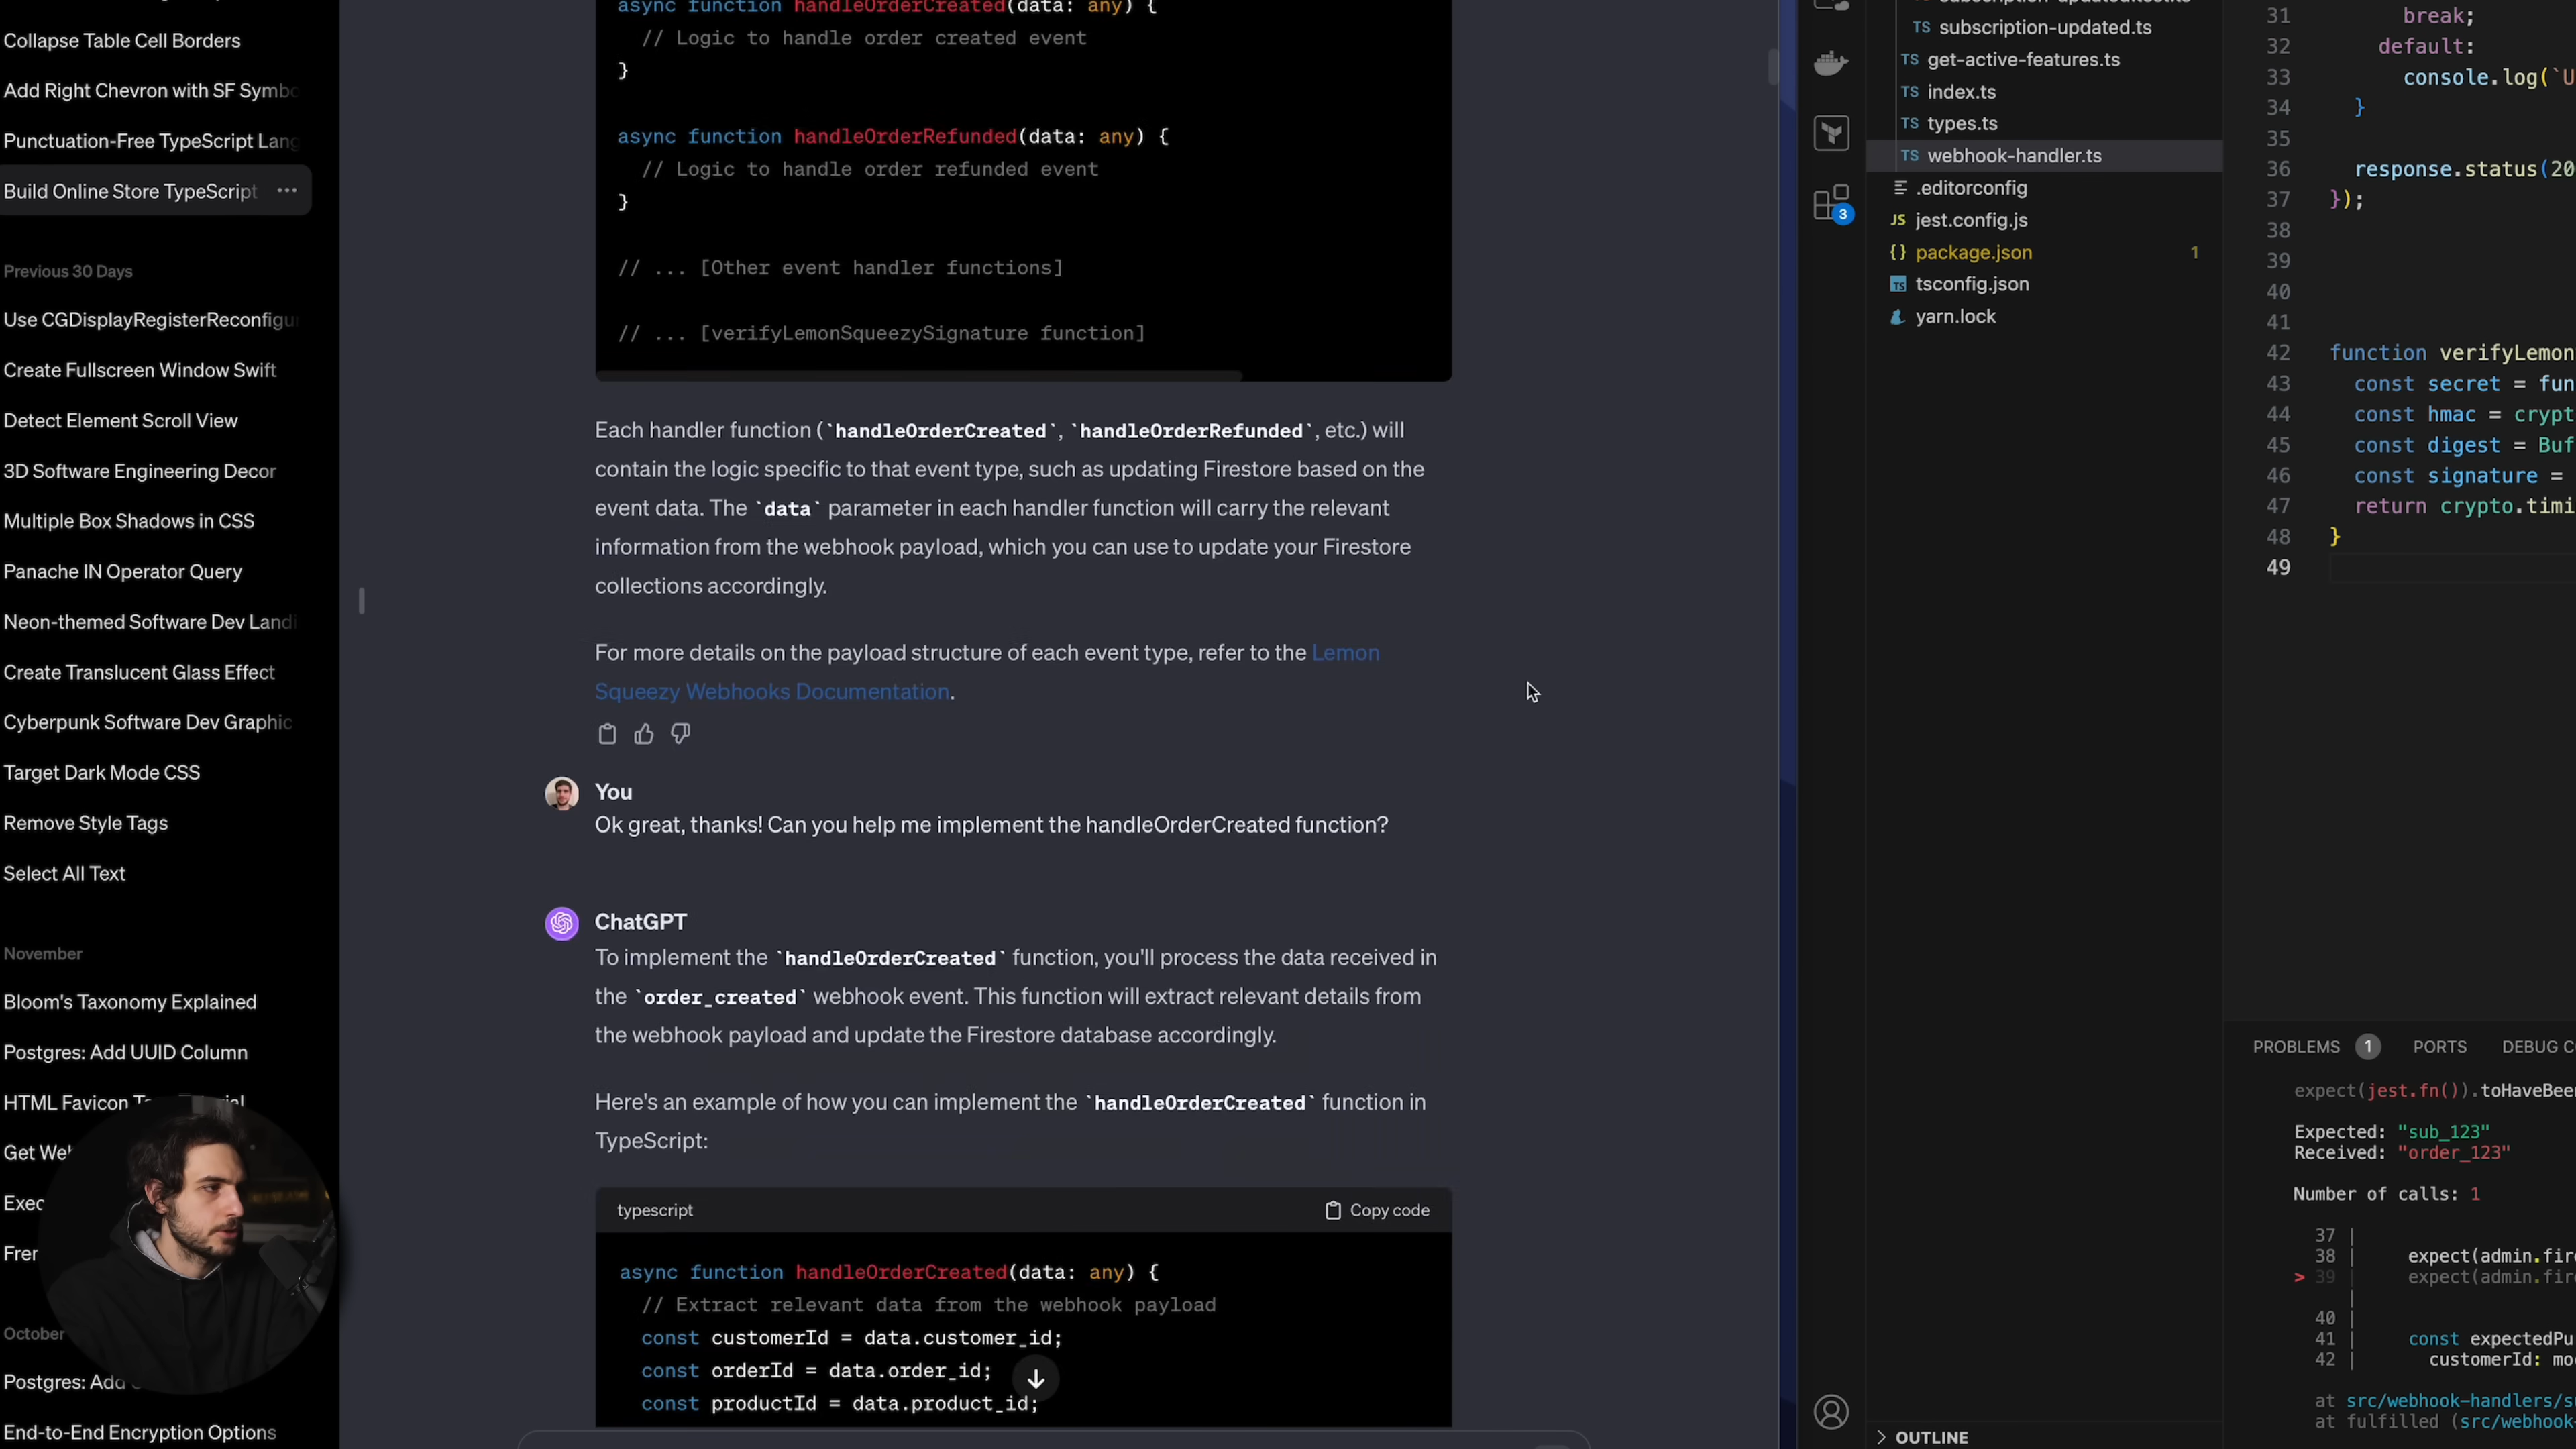 Collapse Table Cell Borders
Add Right Chevron with SF Symbo
Punctuation-Free TypeScript Lang
Build Online Store TypeScript
Previous 30 Days
Use CGDisplayRegisterReconfigur
Create Fullscreen Window Swift
Detect Element Scroll View
3D Software Engineering Decor
Multiple Box Shadows in CSS
Panache IN Operator Query
Neon-themed Software Dev Landi
Create Translucent Glass Effect
Cyberpunk Software Dev Graphic
Target Dark Mode CSS
Remove Style Tags
Select All Text
November
Bloom's Taxonomy Explained
Postgres: Add UUID Column
HTML Favicon
Get Wel
Exec
Fren
October
Postgres: Add
End-to-End Encryption Options
async function handleOrderCreated(data: any) {
// Logic to handle order created event
}
async function handleOrderRefunded(data: any) {
// Logic to handle order refunded event
}
// ... [Other event handler functions]
// ... [verifyLemonSqueezySignature function]
Each handler function (`handleOrderCreated`, `handleOrderRefunded`, etc.) will
contain the logic specific to that event type, such as updating Firestore based on the
event data. The `data` parameter in each handler function will carry the relevant
information from the webhook payload, which you can use to update your Firestore
collections accordingly.
For more details on the payload structure of each event type, refer to the Lemon
Squeezy Webhooks Documentation.
You
Ok great, thanks! Can you help me implement the handleOrderCreated function?
ChatGPT
To implement the `handleOrderCreated` function, you'll process the data received in
the `order_created` webhook event. This function will extract relevant details from
the webhook payload and update the Firestore database accordingly.
Here's an example of how you can implement the `handleOrderCreated` function in
TypeScript:
typescript Copy code
async function handleOrderCreated(data: any) {
// Extract relevant data from the webhook payload
const customerId = data.customer_id;
const orderId = data.order_id;
const productId = data.product_id;
3
TS subscription-updated.ts
TS get-active-features.ts
TS index.ts
TS types.ts
TS webhook-handler.ts
.editorconfig
JS jest.config.js
{} package.json 1
TS tsconfig.json
yarn.lock
OUTLINE
31 break;
32 default:
33 console.log(`U
34 }
35
36 response.status(20
37 });
38
39
40
41
42 function verifyLemon
43 const secret = fun
44 const hmac = crypt
45 const digest = Buf
46 const signature =
47 return crypto.timi
48 }
49
PROBLEMS 1 PORTS DEBUG C
expect(jest.fn()).toHaveBeen
Expected: "sub_123"
Received: "order_123"
Number of calls: 1
37 |
38 | expect(admin.fire
> 39 | expect(admin.fire
|
40 |
41 | const expectedPu
42 | customerId: mo
at src/webhook-handlers/su
at fulfilled (src/webhook-